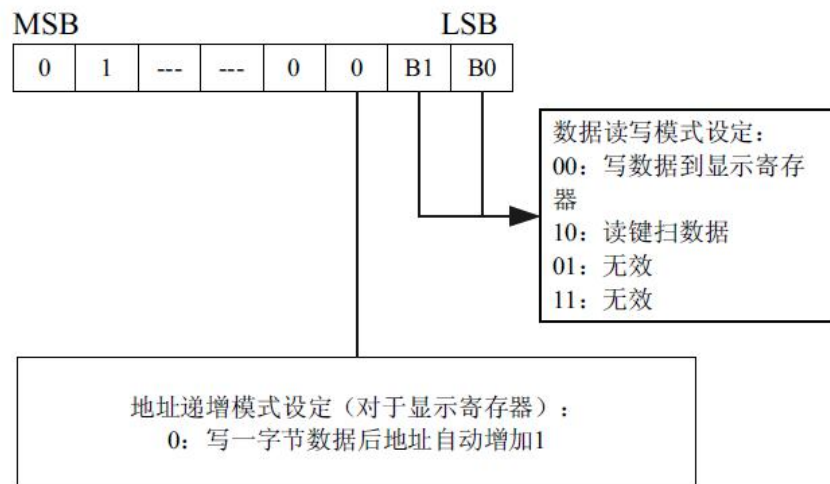 MSB LSB
0 1 --- --- 0 0 B1 B0
数据读写模式设定:
00: 写数据到显示寄存
器
10: 读键扫数据
01: 无效
11: 无效
地址递增模式设定（对于显示寄存器）:
0: 写一字节数据后地址自动增加1